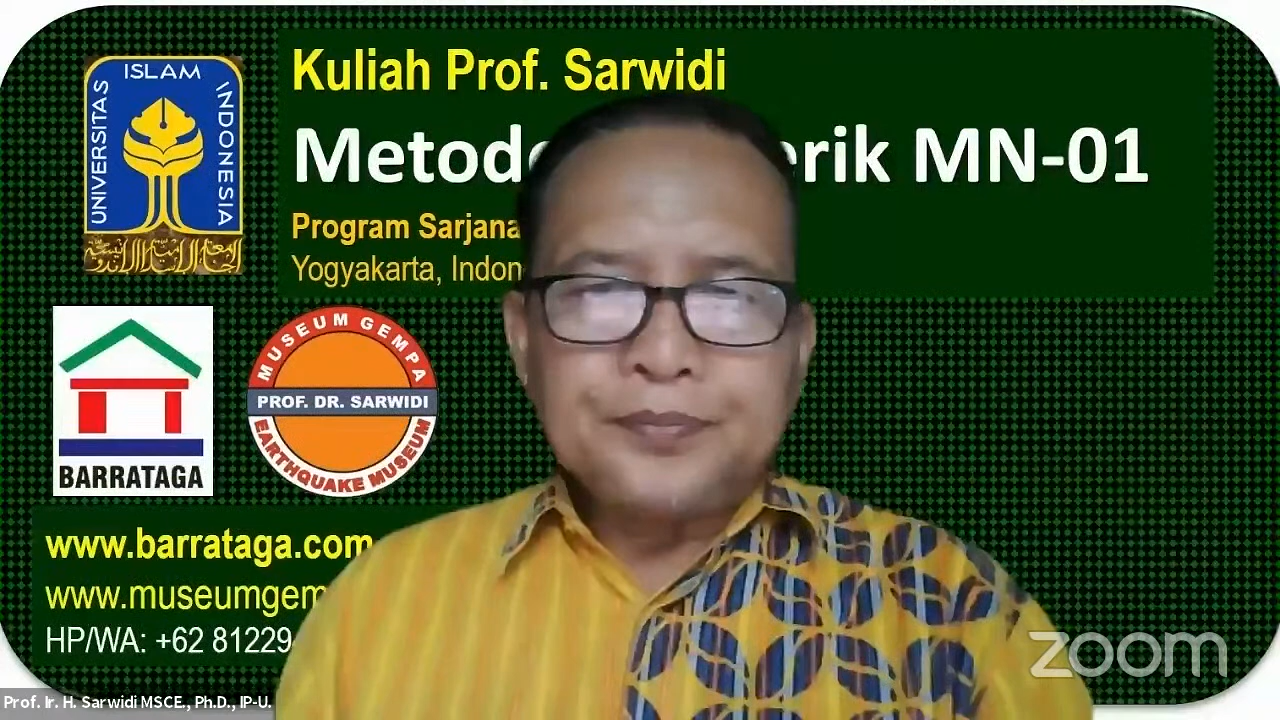 Kuliah Prof. Sarwidi
Metode erik MN-01
Program Sarjana
Yogyakarta, Indon
UNIVERSITAS ISLAM INDONESIA
MUSEUM GEMPA
PROF. DR. SARWIDI
EARTHQUAKE MUSEUM
BARRATAGA
www.barrataga.com
www.museumgem
HP/WA: +62 81229
zoom
Prof. Ir. H. Sarwidi MSCE., Ph.D., IP-U.